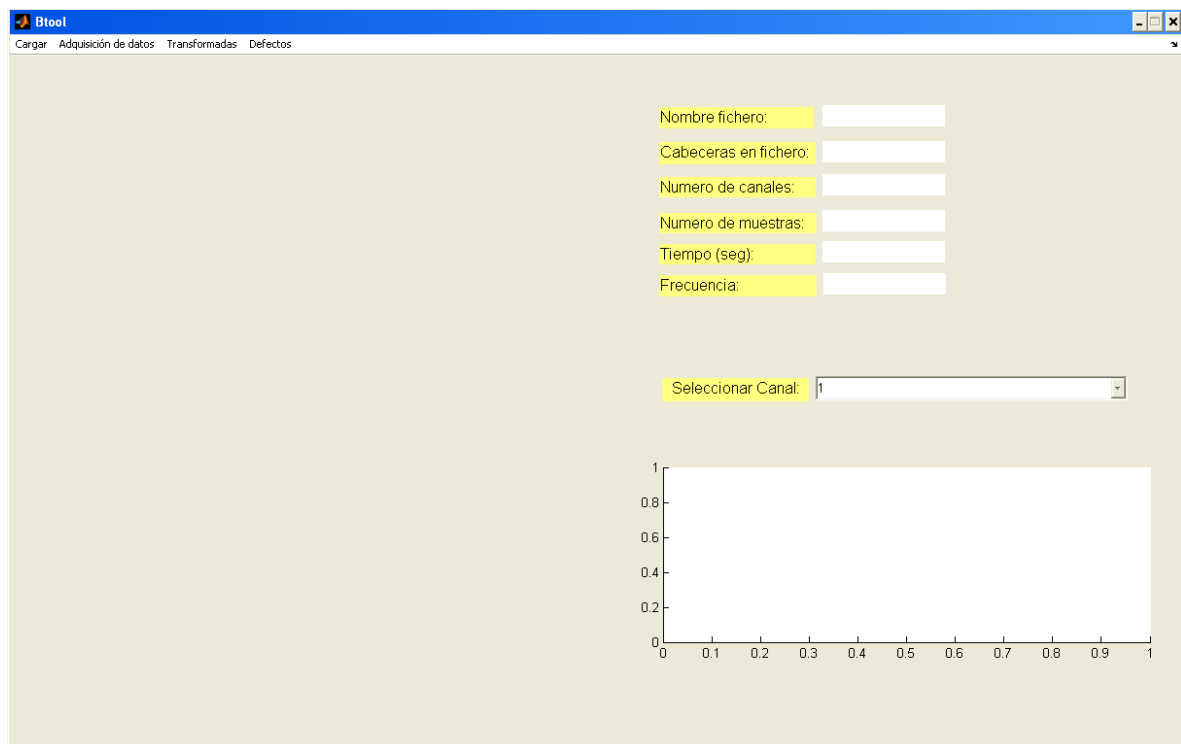 Btool
Cargar Adquisición de datos Transformadas Defectos
Nombre fichero:
Cabeceras en fichero:
Numero de canales:
Numero de muestras:
Tiempo (seg):
Frecuencia:
Seleccionar Canal: 1
1
0.8
0.6
0.4
0.2
0
0 0.1 0.2 0.3 0.4 0.5 0.6 0.7 0.8 0.9 1